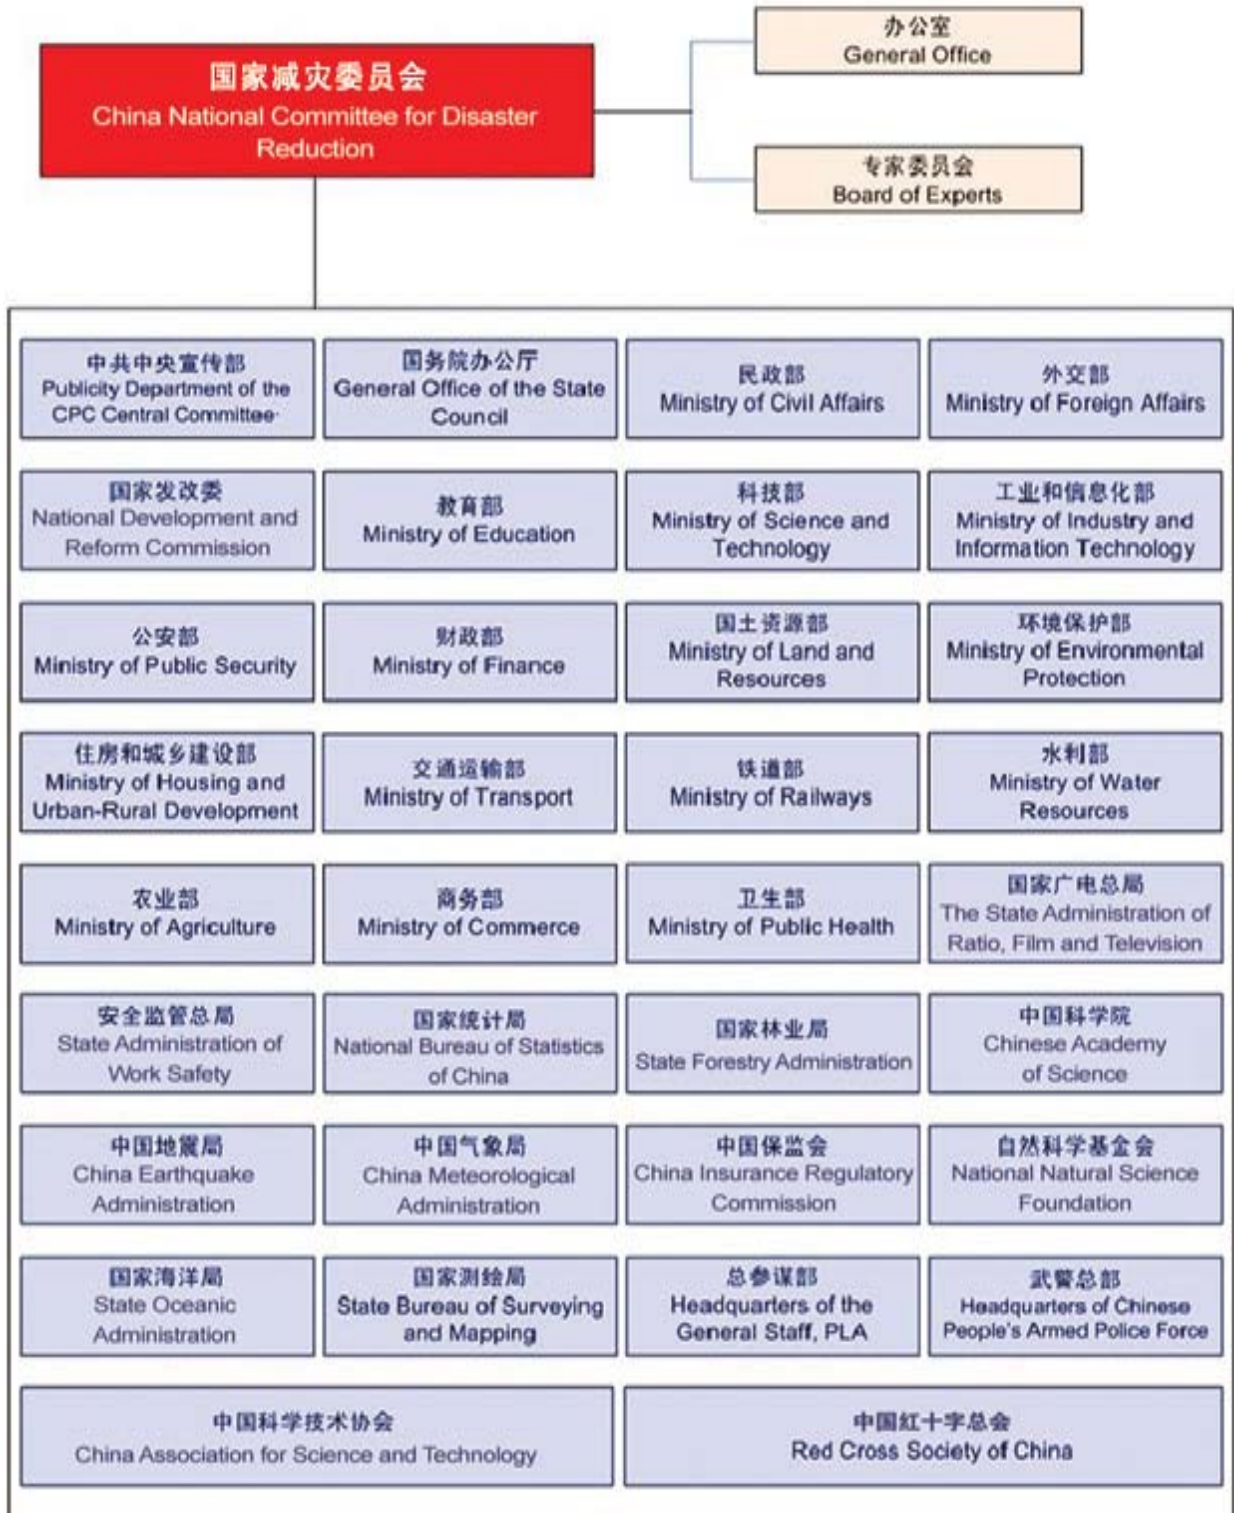 国家减灾委员会
China National Committee for Disaster
Reduction
办公室
General Office
专家委员会
Board of Experts
中共中央宣传部
Publicity Department of the
CPC Central Committee
国务院办公厅
General Office of the State
Council
民政部
Ministry of Civil Affairs
外交部
Ministry of Foreign Affairs
国家发改委
National Development and
Reform Commission
教育部
Ministry of Education
科技部
Ministry of Science and
Technology
工业和信息化部
Ministry of Industry and
Information Technology
公安部
Ministry of Public Security
财政部
Ministry of Finance
国土资源部
Ministry of Land and
Resources
环境保护部
Ministry of Environmental
Protection
住房和城乡建设部
Ministry of Housing and
Urban-Rural Development
交通运输部
Ministry of Transport
铁道部
Ministry of Railways
水利部
Ministry of Water
Resources
农业部
Ministry of Agriculture
商务部
Ministry of Commerce
卫生部
Ministry of Public Health
国家广电总局
The State Administration of
Ratio, Film and Television
安全监管总局
State Administration of
Work Safety
国家统计局
National Bureau of Statistics
of China
国家林业局
State Forestry Administration
中国科学院
Chinese Academy
of Science
中国地震局
China Earthquake
Administration
中国气象局
China Meteorological
Administration
中国保监会
China Insurance Regulatory
Commission
自然科学基金会
National Natural Science
Foundation
国家海洋局
State Oceanic
Administration
国家测绘局
State Bureau of Surveying
and Mapping
总参谋部
Headquarters of the
General Staff, PLA
武警总部
Headquarters of Chinese
People's Armed Police Force
中国科学技术协会
China Association for Science and Technology
中国红十字总会
Red Cross Society of China